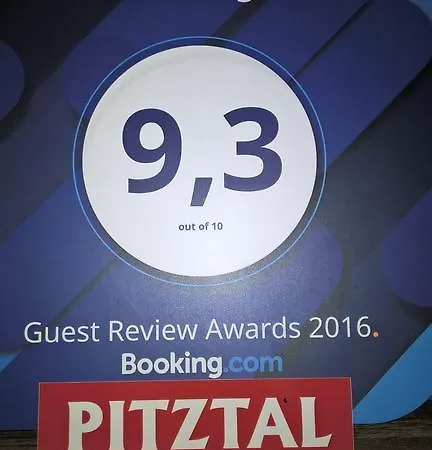 9,3
out of 10
Guest Review Awards 2016.
Booking.com
PITZTAL